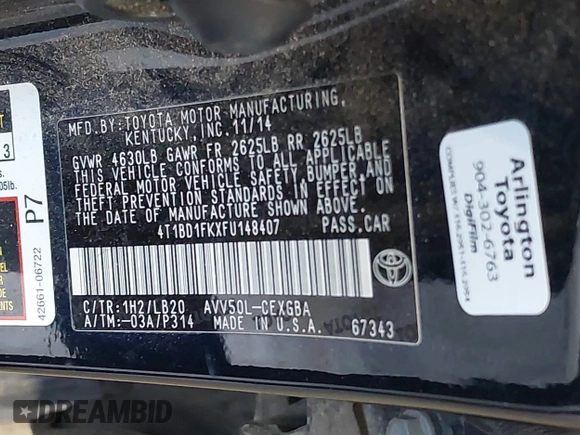 MFD. BY: TOYOTA MOTOR MANUFACTURING,
KENTUCKY, INC. 11/14
GVWR 4630LB GAWR FR 2625LB RR 2625LB
THIS VEHICLE CONFORMS TO ALL APPLICABLE
FEDERAL MOTOR VEHICLE SAFETY, BUMPER, AND
THEFT PREVENTION STANDARDS IN EFFECT ON
THE DATE OF MANUFACTURE SHOWN ABOVE.
4T1BD1FKXFU148407 PASS.CAR
C/TR: 1H2/LB20 AVV50L-CEXGBA
A/TM: -03A/P314 MADE IN U.S.A. 67343
P7
42661-06722
3
s.
05lb.
Arlington
Toyota
904-302-6763
DigiFilm
DREAMBID